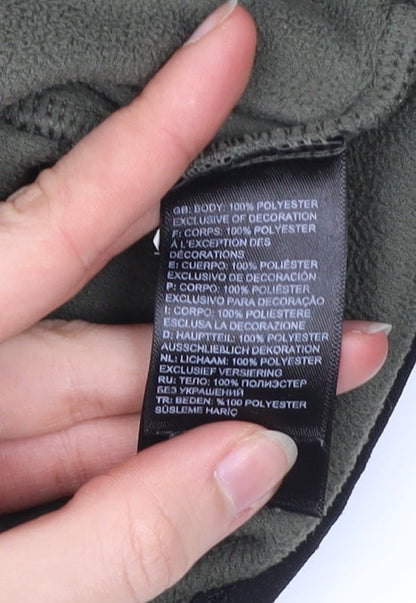 GB: BODY: 100% POLYESTER
EXCLUSIVE OF DECORATION
F: CORPS: 100% POLYESTER
À L'EXCEPTION DES
DÉCORATIONS
E: CUERPO: 100% POLIÉSTER
EXCLUSIVO DE DECORACIÓN
P: CORPO: 100% POLIÉSTER
EXCLUSIVO PARA DECORAÇÃO
I: CORPO: 100% POLIESTERE
ESCLUSA LA DECORAZIONE
D: HAUPTTEIL: 100% POLYESTER
AUSSCHLIEßLICH DEKORATION
NL: LICHAAM: 100% POLYESTER
EXCLUSIEF VERSIERING
RU: ТЕЛО: 100% ПОЛИЭСТЕР
БЕЗ УКРАШЕНИЙ
TR: BEDEN: %100 POLYESTER
SÜSLEME HARİÇ